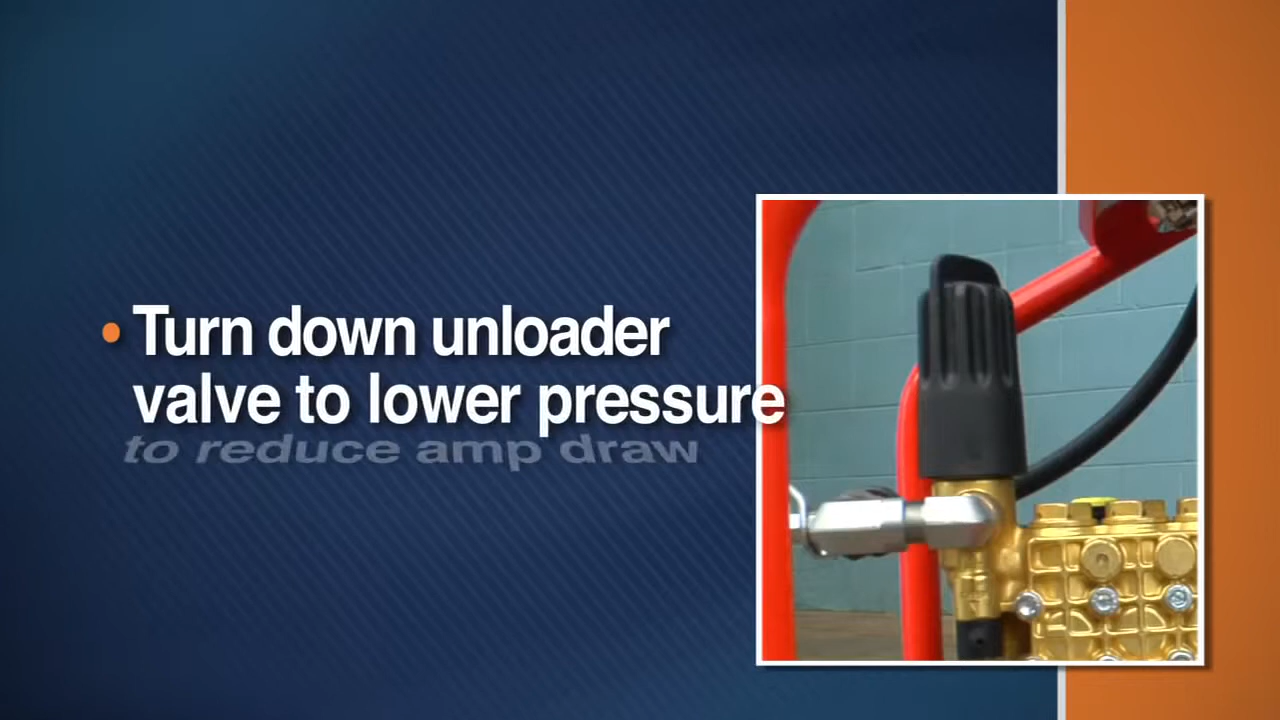 • Turn down unloader
valve to lower pressure
to reduce amp draw